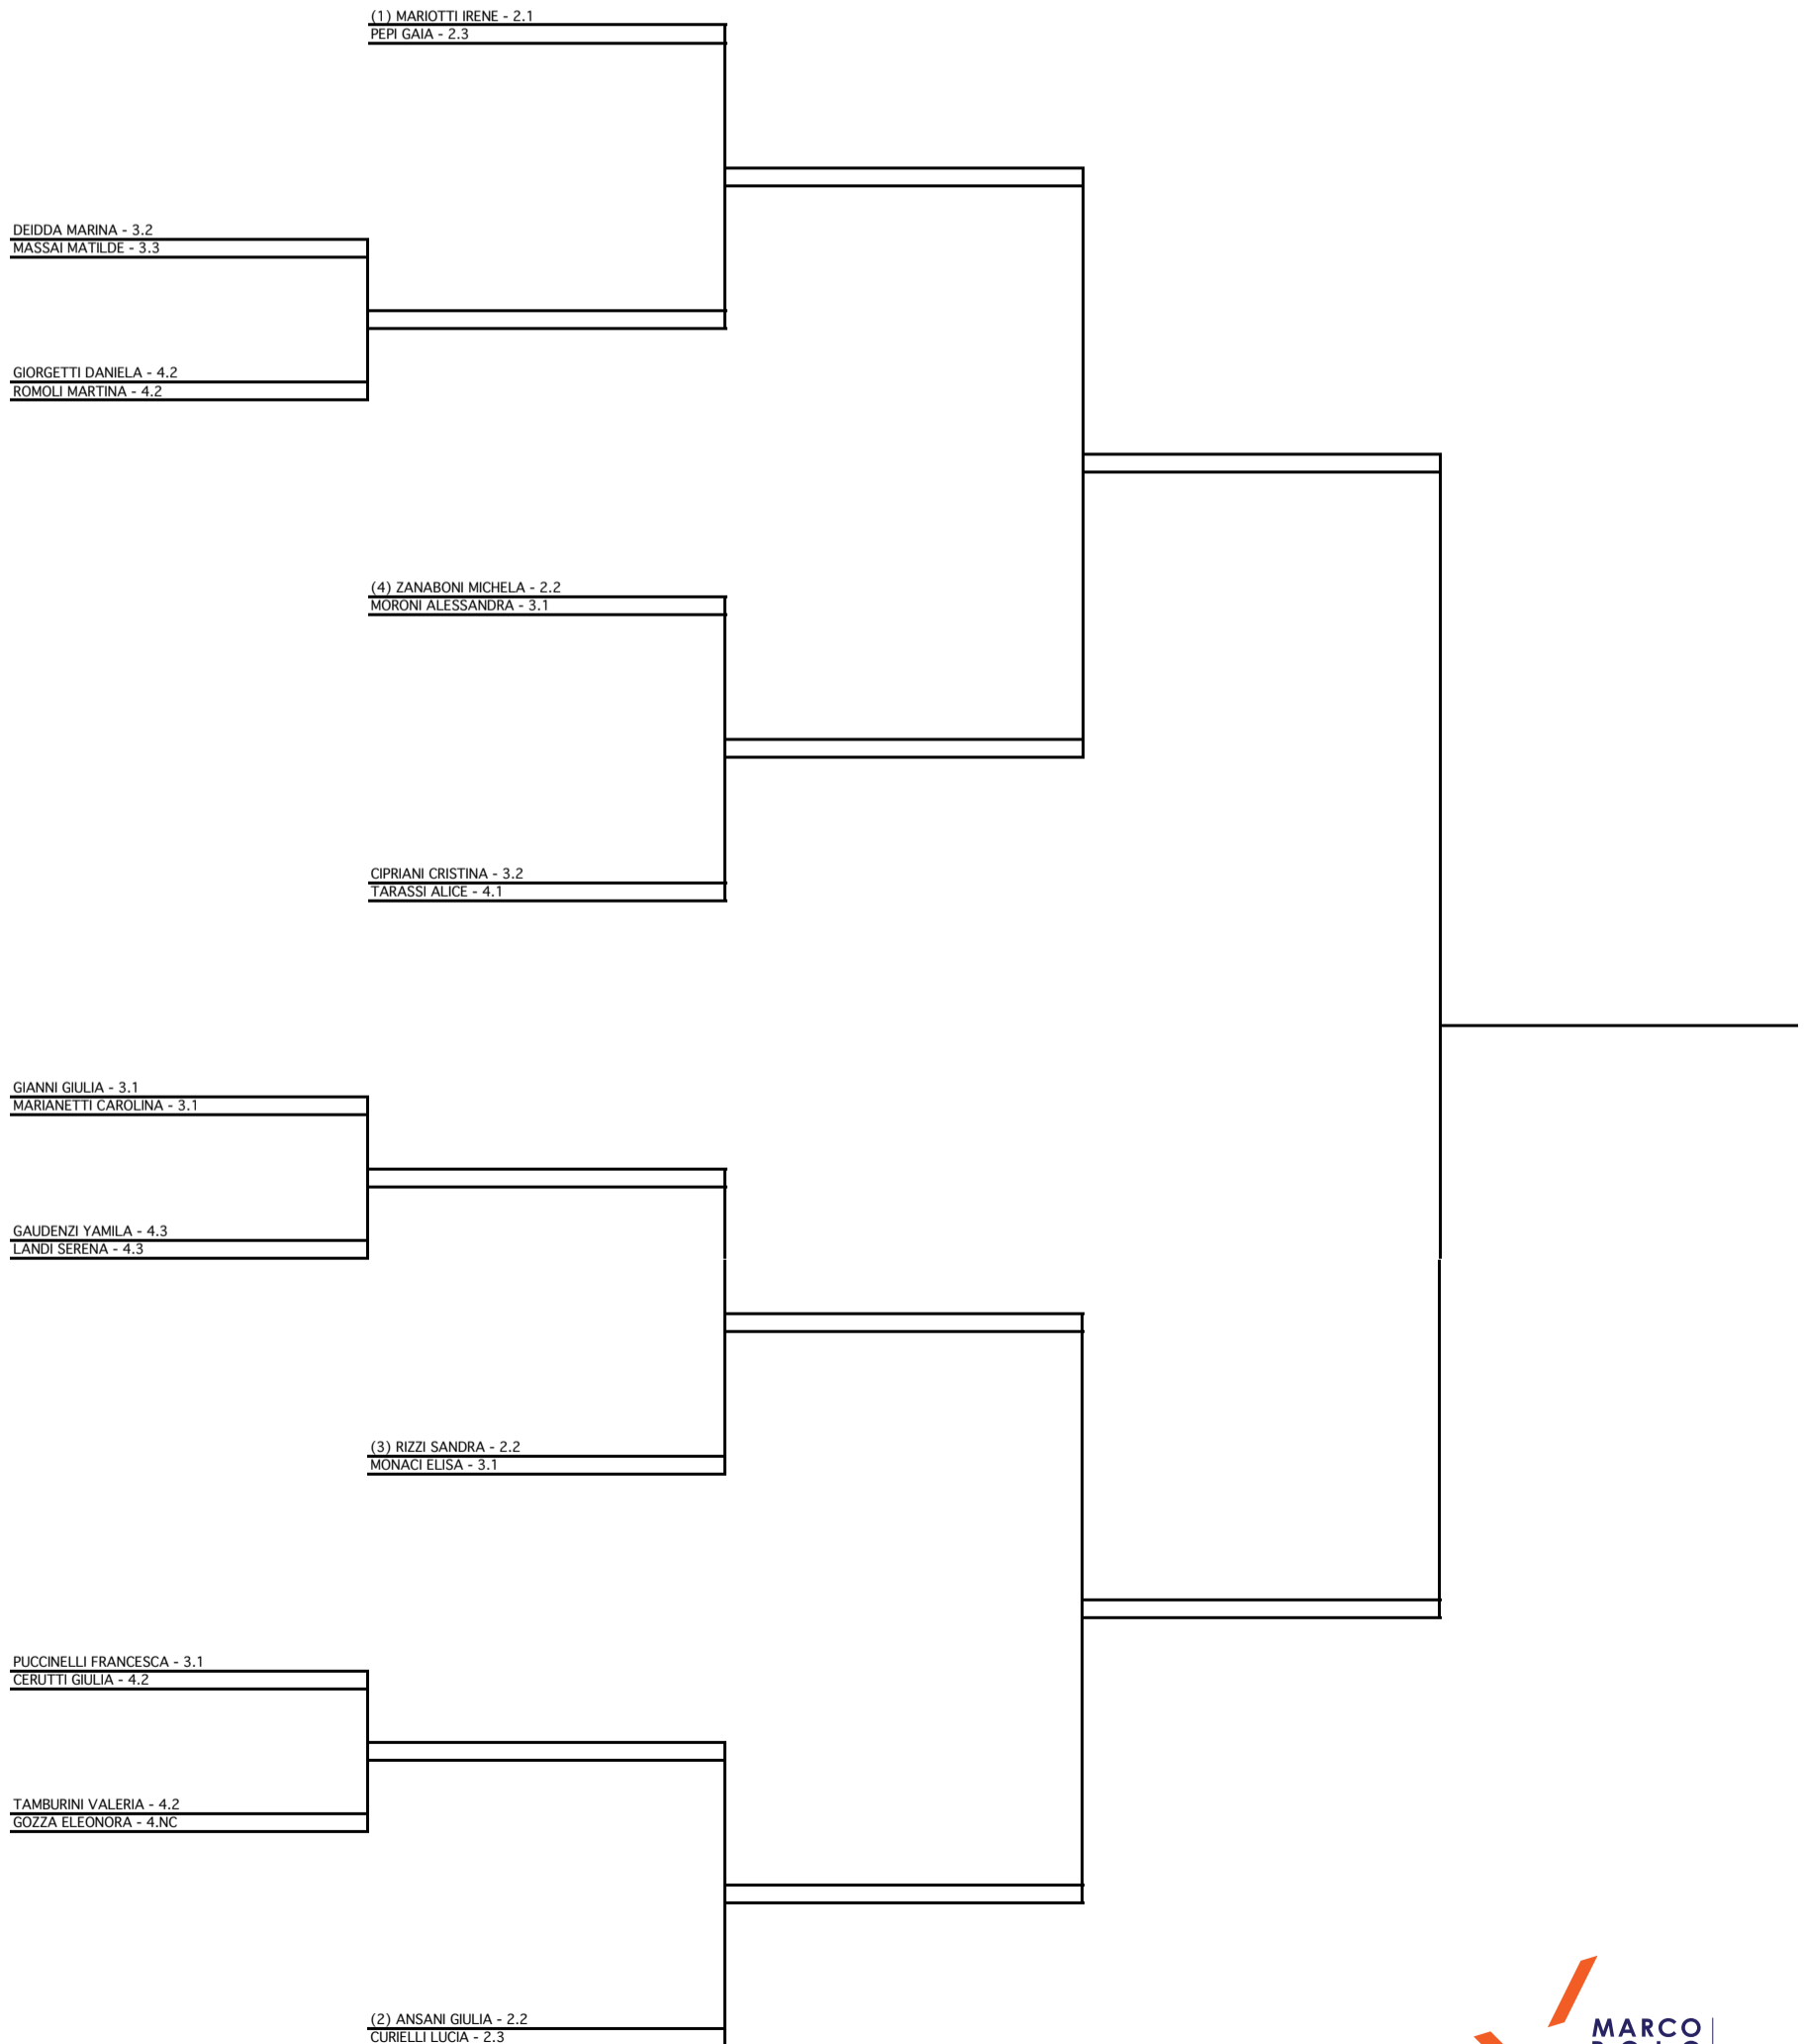 (1) MARIOTTI IRENE - 2.1
PEPI GAIA - 2.3
DEIDDA MARINA - 3.2
MASSAI MATILDE - 3.3
GIORGETTI DANIELA - 4.2
ROMOLI MARTINA - 4.2
(4) ZANABONI MICHELA - 2.2
MORONI ALESSANDRA - 3.1
CIPRIANI CRISTINA - 3.2
TARASSI ALICE - 4.1
GIANNI GIULIA - 3.1
MARIANETTI CAROLINA - 3.1
GAUDENZI YAMILA - 4.3
LANDI SERENA - 4.3
(3) RIZZI SANDRA - 2.2
MONACI ELISA - 3.1
PUCCINELLI FRANCESCA - 3.1
CERUTTI GIULIA - 4.2
TAMBURINI VALERIA - 4.2
GOZZA ELEONORA - 4.NC
(2) ANSANI GIULIA - 2.2
CURIELLI LUCIA - 2.3
MARCO